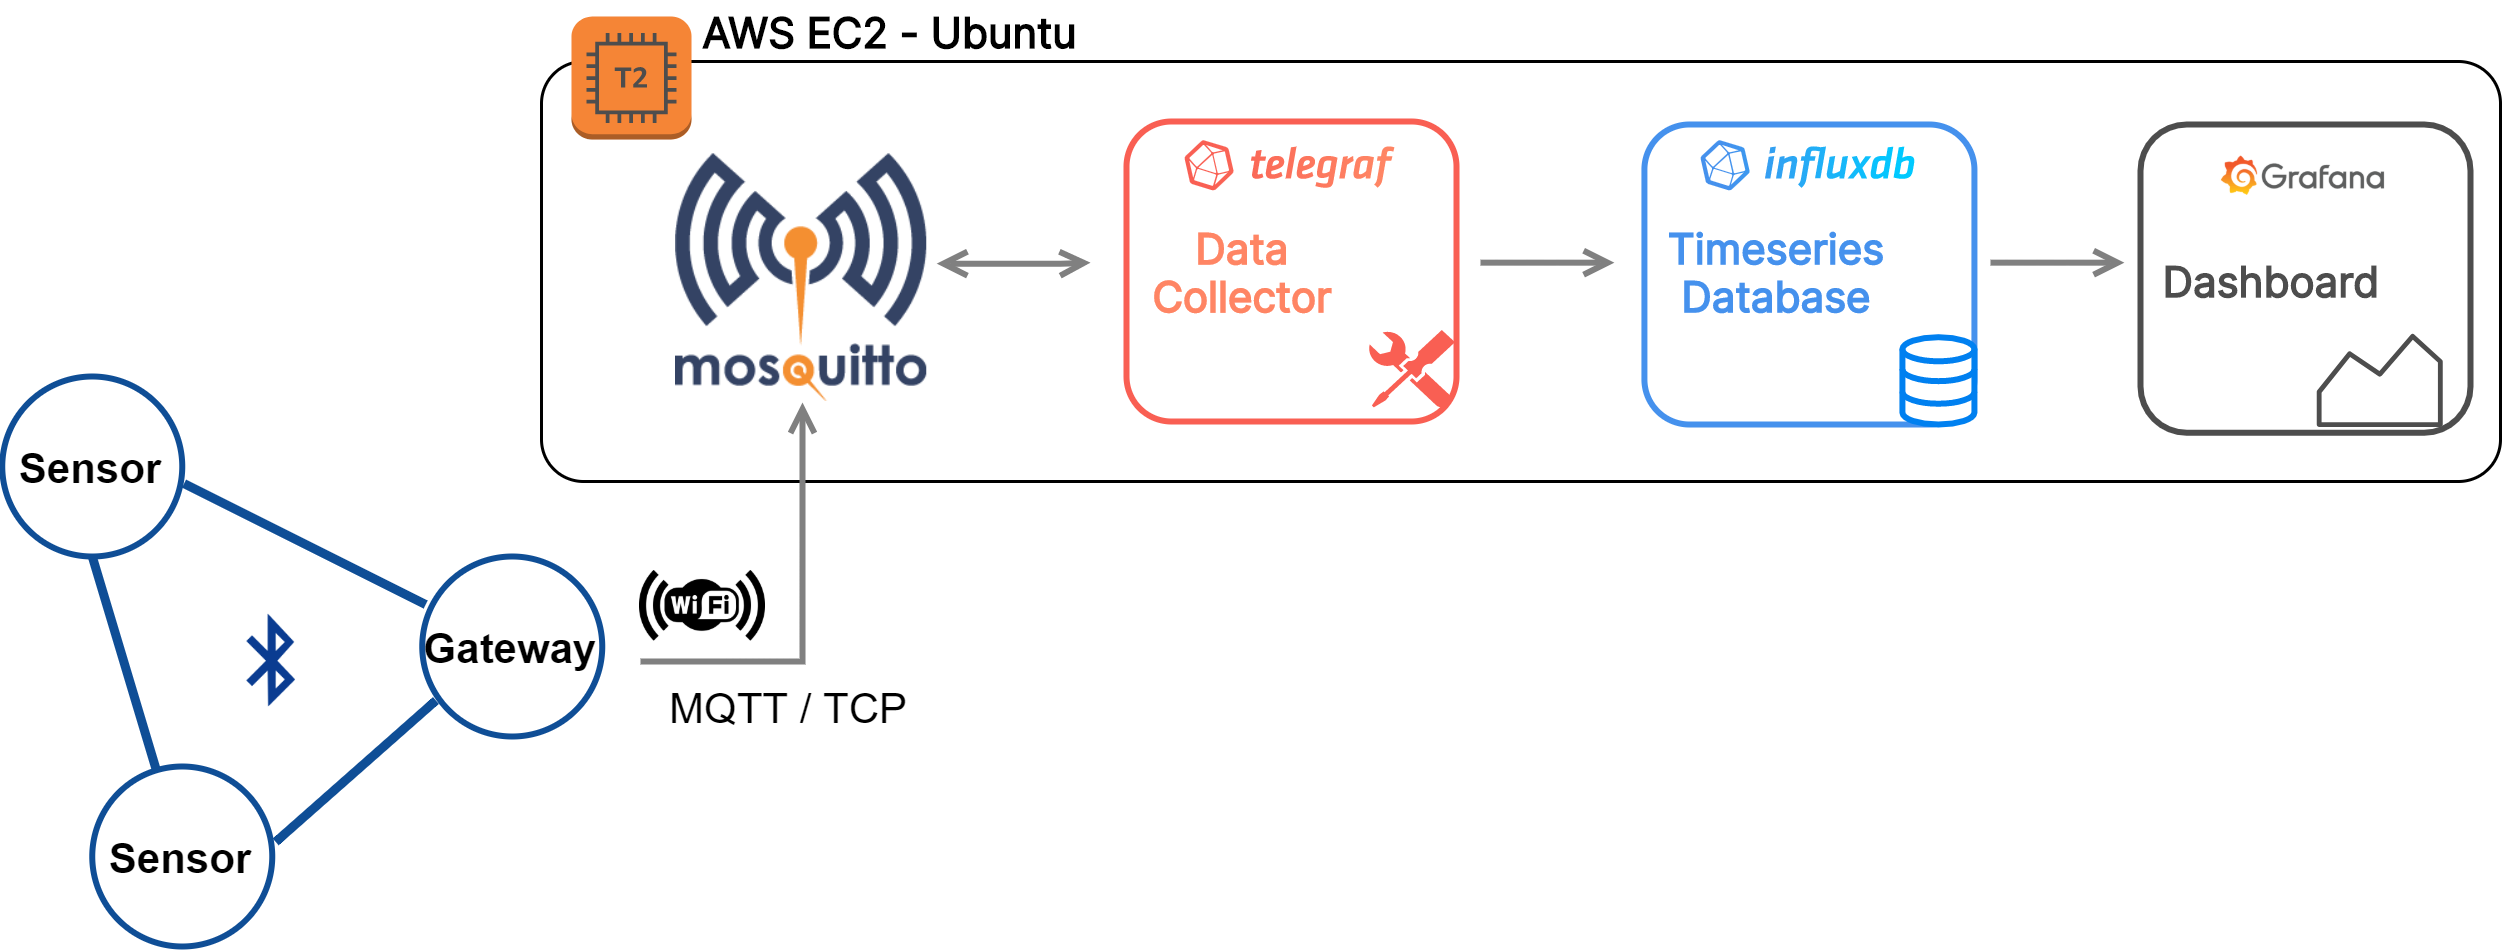 AWS EC2 - Ubuntu
T2
mosquitto
telegraf
Data
Collector
influxdb
Timeseries
Database
Grafana
Dashboard
Sensor
Gateway
Sensor
Wi Fi
MQTT / TCP